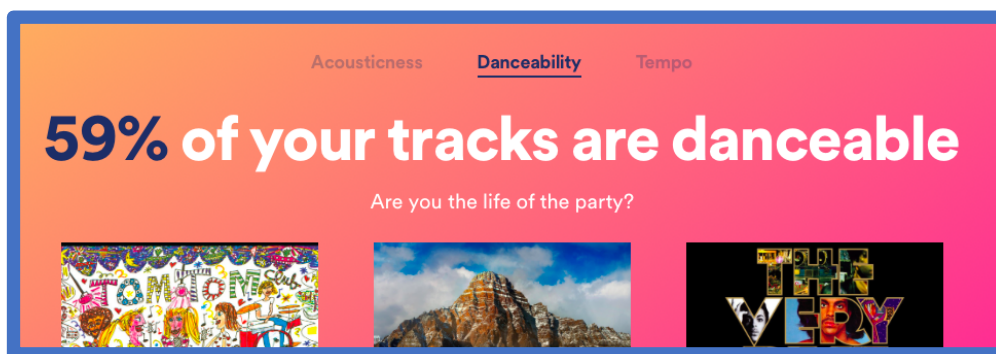 Acousticness Danceability Tempo
59% of your tracks are danceable
Are you the life of the party?
TOM TOM Club
THE
VERY